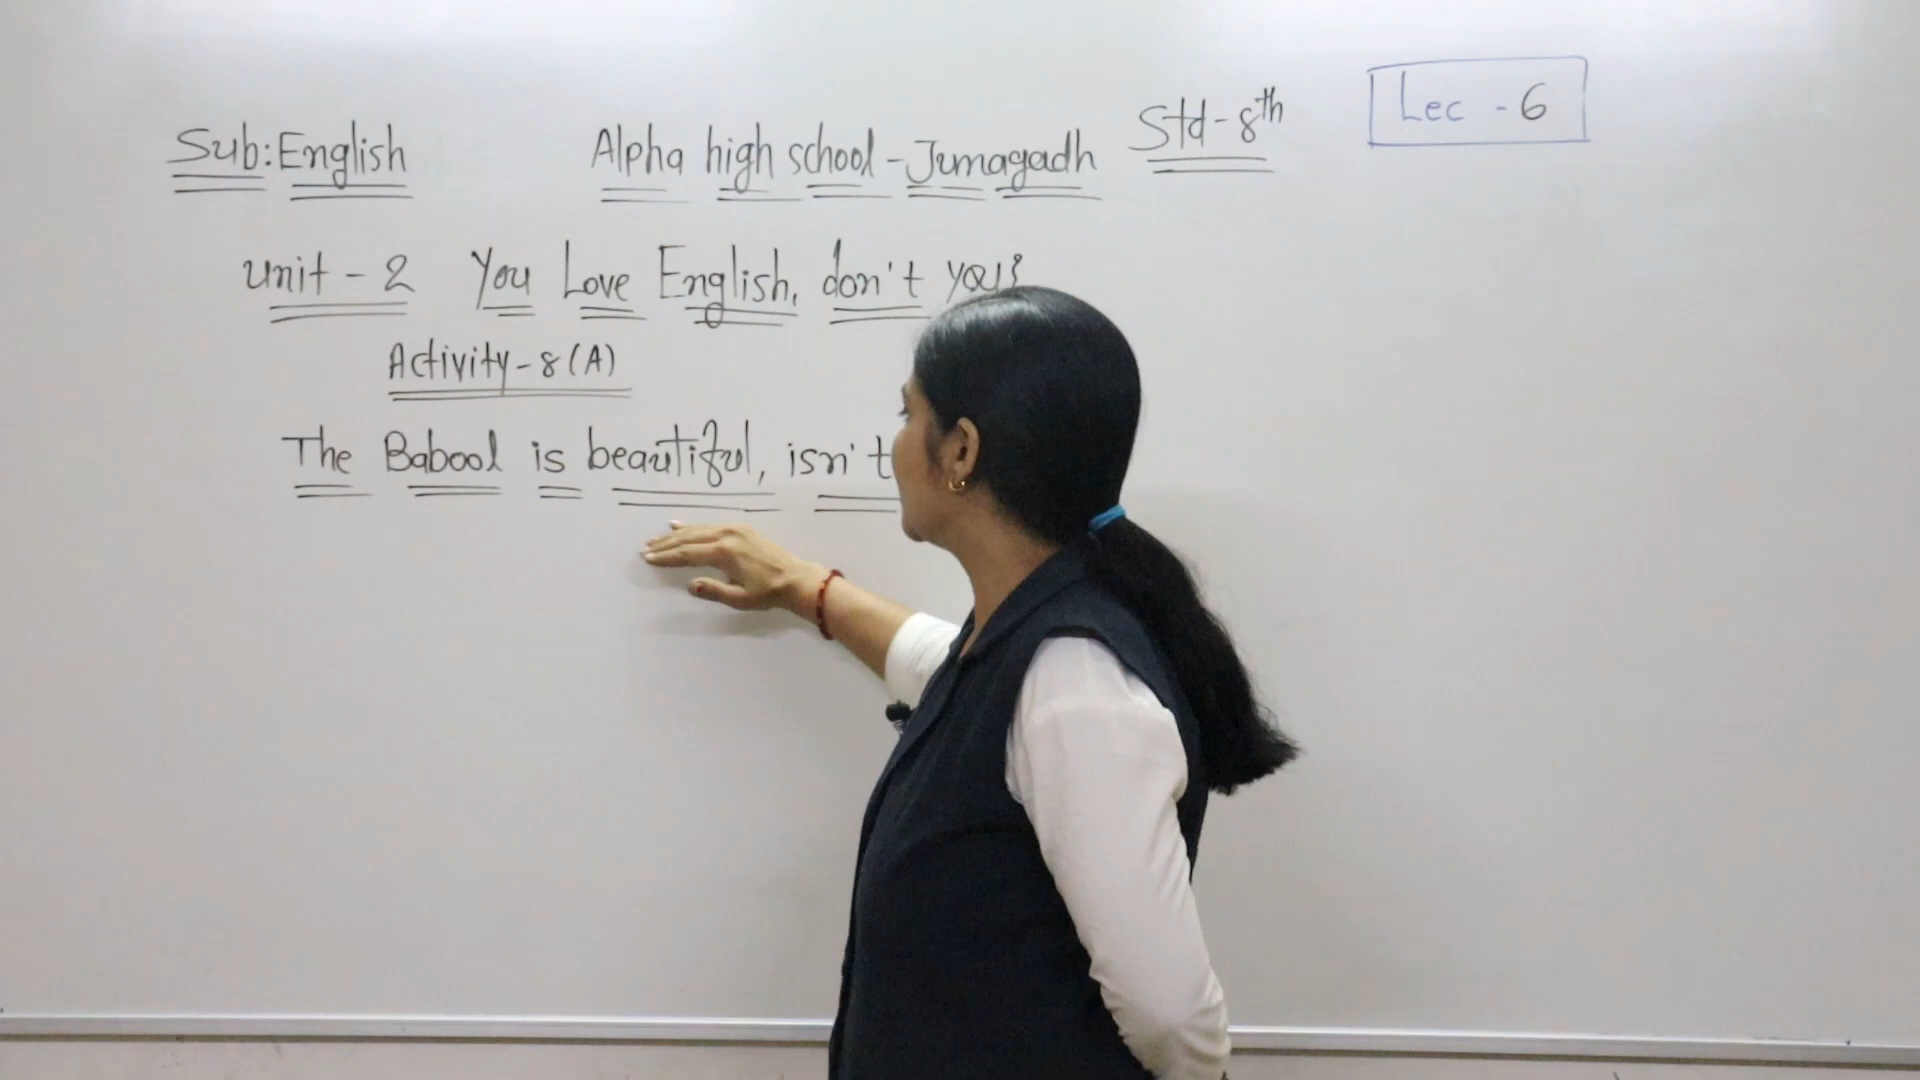 Sub: English Alpha high school - Junagadh Std - 8th Lec - 6
Unit - 2 You Love English, don't you?
Activity - 8 (A)
The Babool is beautiful, isn't